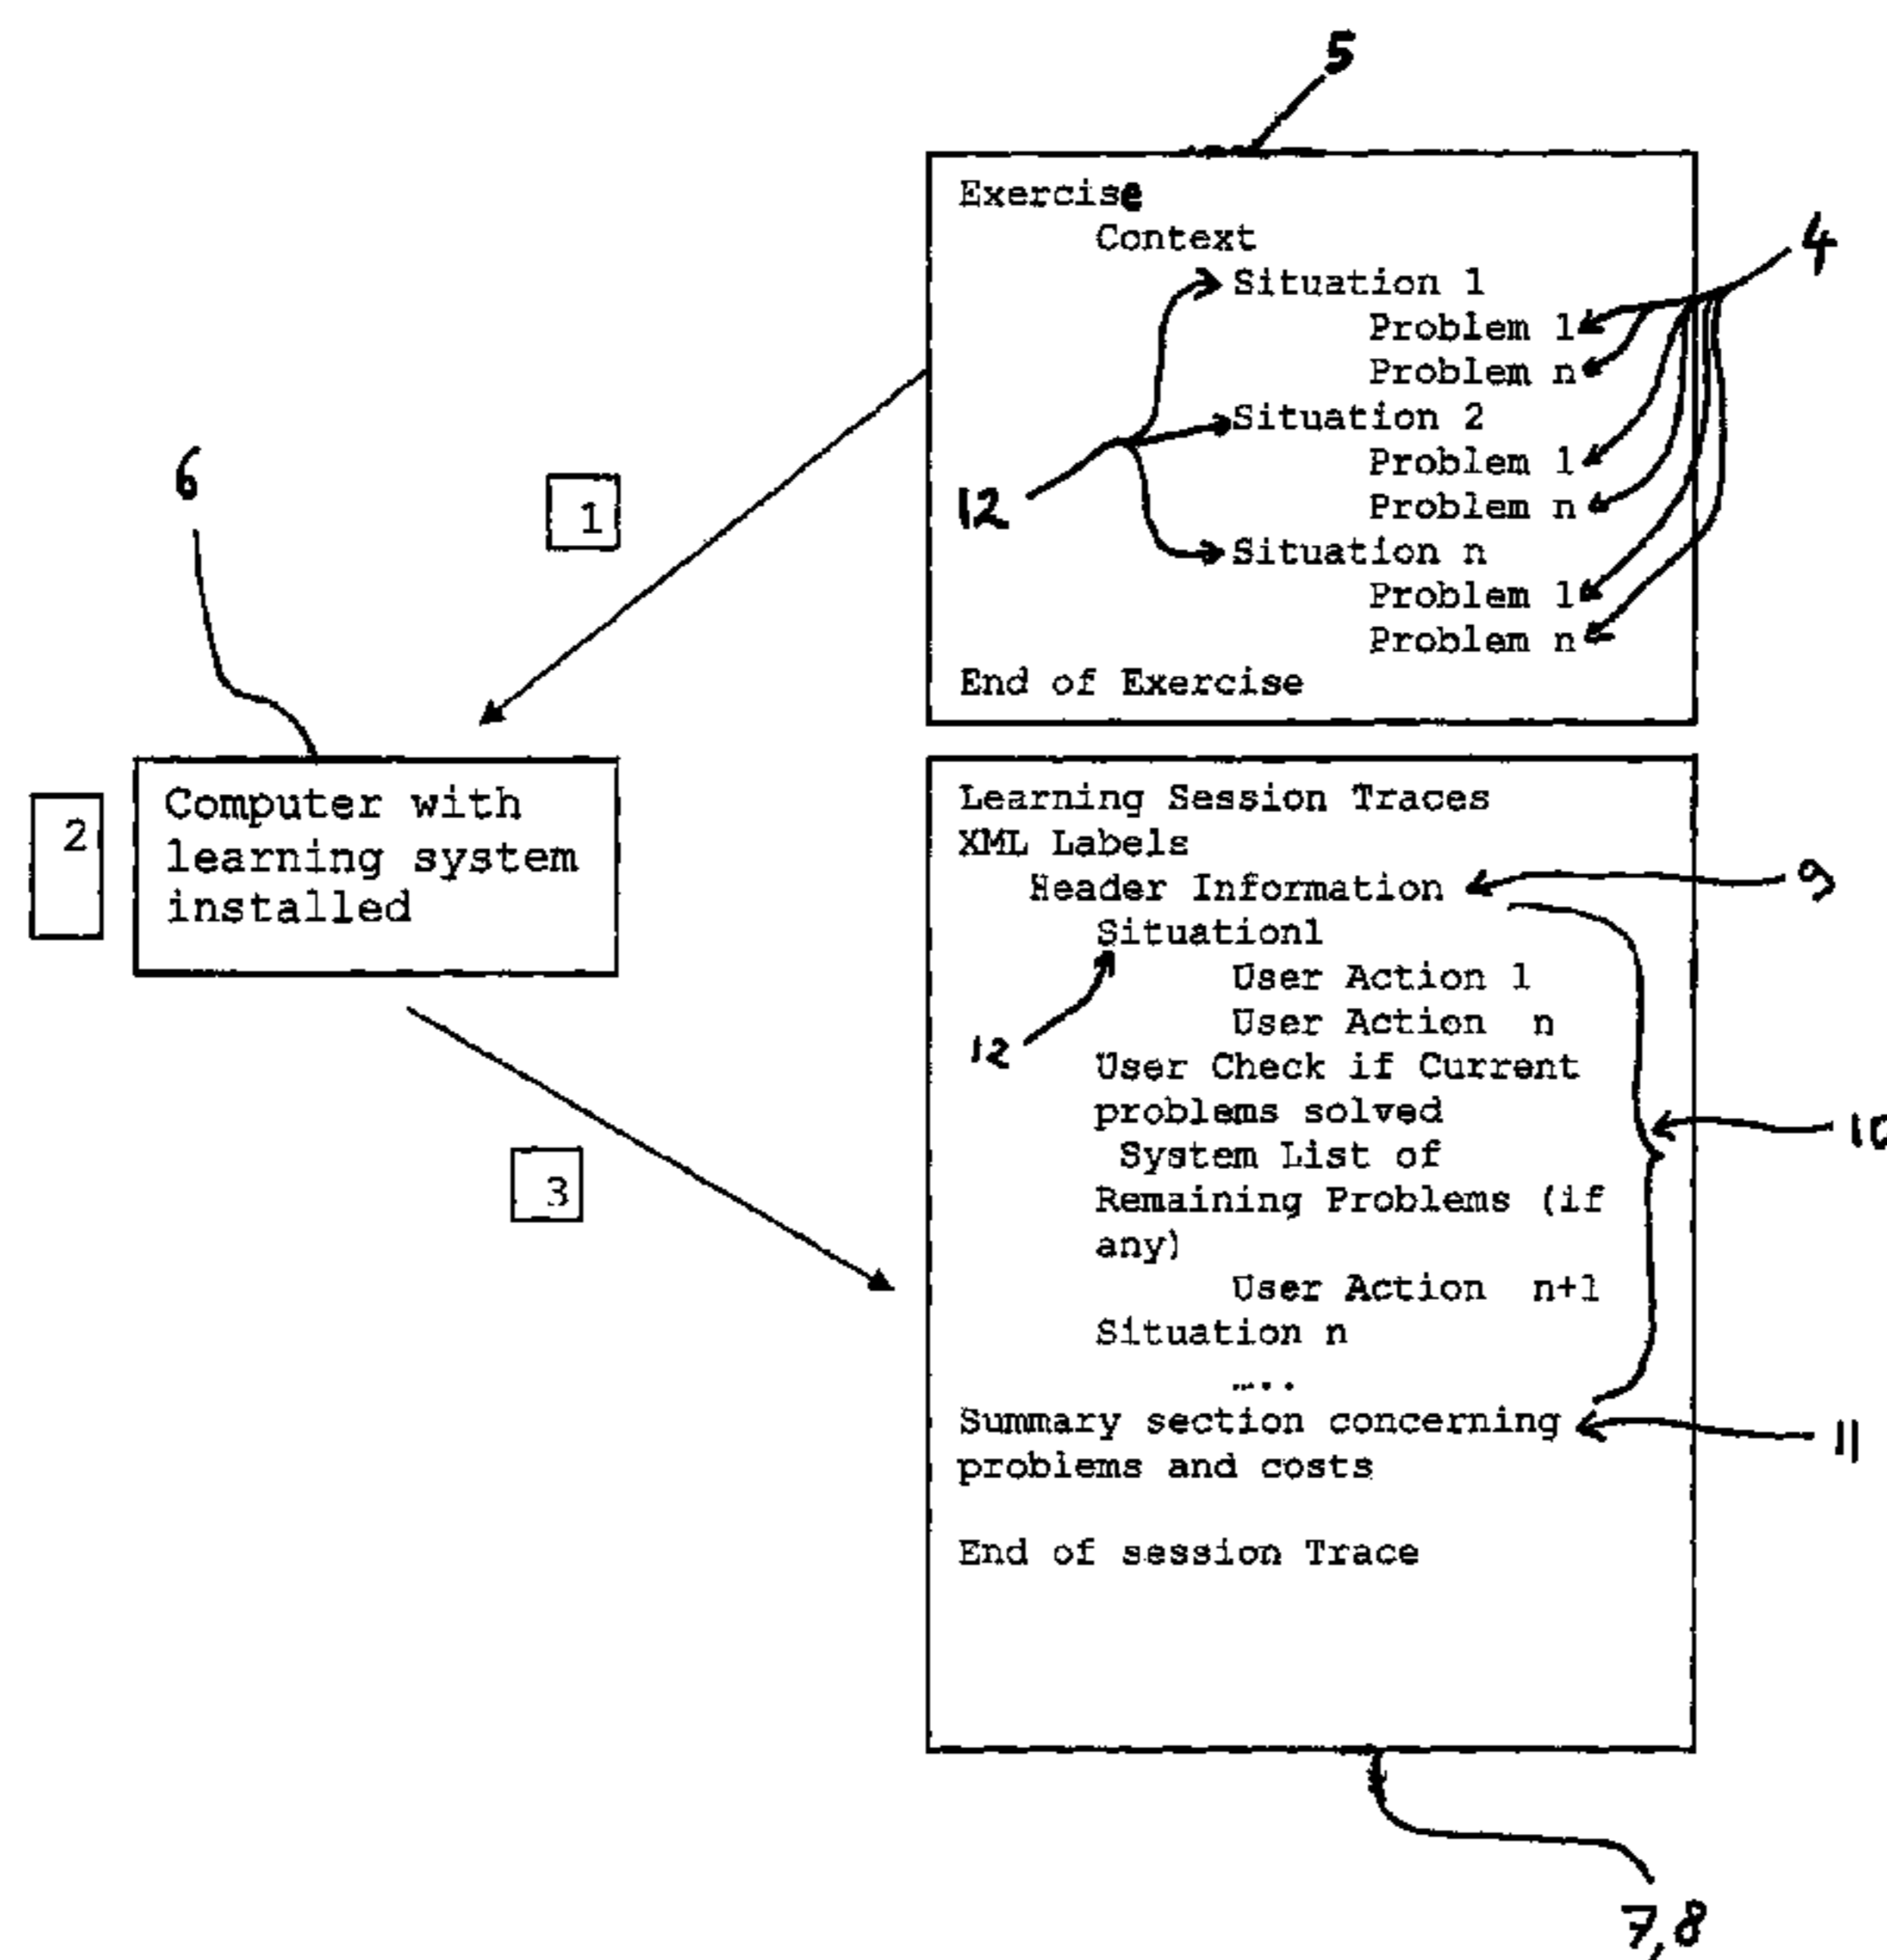 5
Exercise
Context
4
Situation 1
Problem 1
Problem n
Situation 2
Problem 1
6
1
12
Problem n
Situation n
Problem 1
Problem n
End of Exercise
2
Computer with
learning system
installed
Learning Session Traces
XML Labels
Header Information
9
Situation1
User Action 1
User Action n
12
User Check if Current
problems solved
10
System List of
3
Remaining Problems (if
any)
User Action n+1
Situation n
....
Summary section concerning
11
problems and costs
End of session Trace
7,8